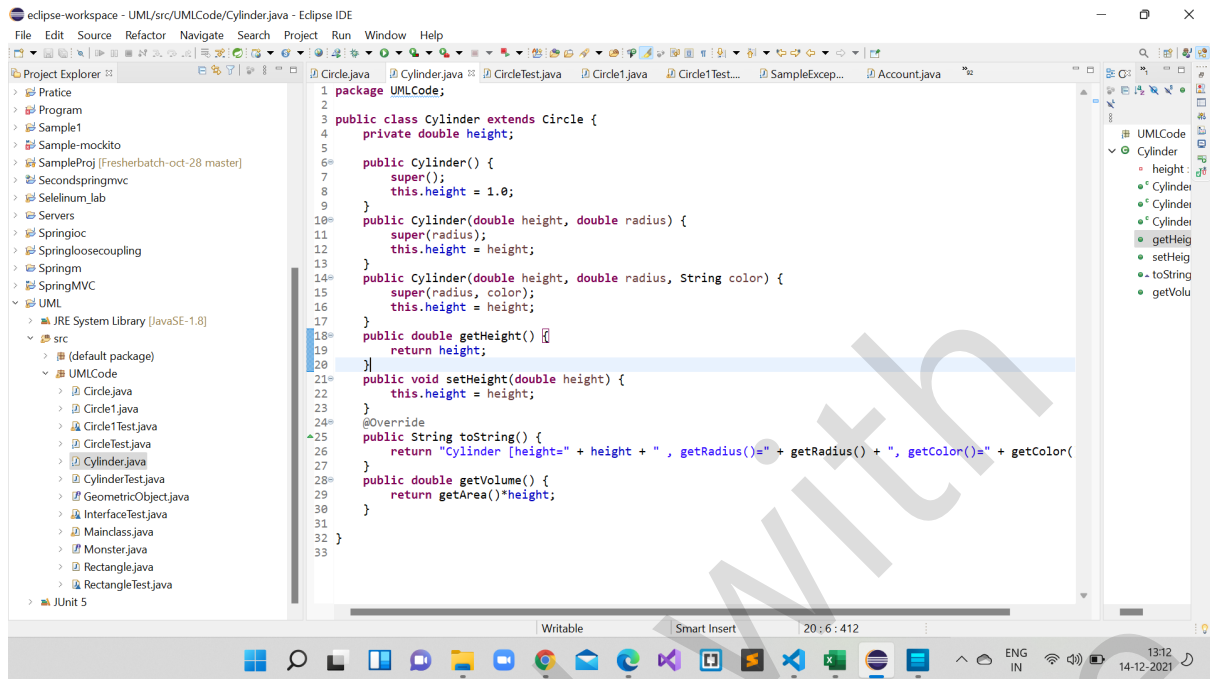 eclipse-workspace - UML/src/UMLCode/Cylinder.java - Eclipse IDE
File Edit Source Refactor Navigate Search Project Run Window Help
Project Explorer
Circle.java Cylinder.java CircleTest.java Circle1.java Circle1Test.... SampleExcep... Account.java 92
Pratice
Program
Sample1
Sample-mockito
SampleProj [Fresherbatch-oct-28 master]
Secondspringmvc
Selelinum_lab
Servers
Springioc
Springloosecoupling
Springm
SpringMVC
UML
JRE System Library [JavaSE-1.8]
src
(default package)
UMLCode
Circle.java
Circle1.java
Circle1Test.java
CircleTest.java
Cylinder.java
CylinderTest.java
GeometricObject.java
InterfaceTest.java
Mainclass.java
Monster.java
Rectangle.java
RectangleTest.java
JUnit 5
1 package UMLCode;
2
3 public class Cylinder extends Circle {
4 private double height;
5
6 public Cylinder() {
7 super();
8 this.height = 1.0;
9 }
10 public Cylinder(double height, double radius) {
11 super(radius);
12 this.height = height;
13 }
14 public Cylinder(double height, double radius, String color) {
15 super(radius, color);
16 this.height = height;
17 }
18 public double getHeight() {
19 return height;
20 }
21 public void setHeight(double height) {
22 this.height = height;
23 }
24 @Override
25 public String toString() {
26 return "Cylinder [height=" + height + " , getRadius()=" + getRadius() + ", getColor()=" + getColor(
27 }
28 public double getVolume() {
29 return getArea()*height;
30 }
31
32 }
33
UMLCode
Cylinder
height :
Cylinder
Cylinder
Cylinder
getHeig
setHeig
toString
getVolu
with
Writable Smart Insert 20 : 6 : 412
ENG
IN
13:12
14-12-2021